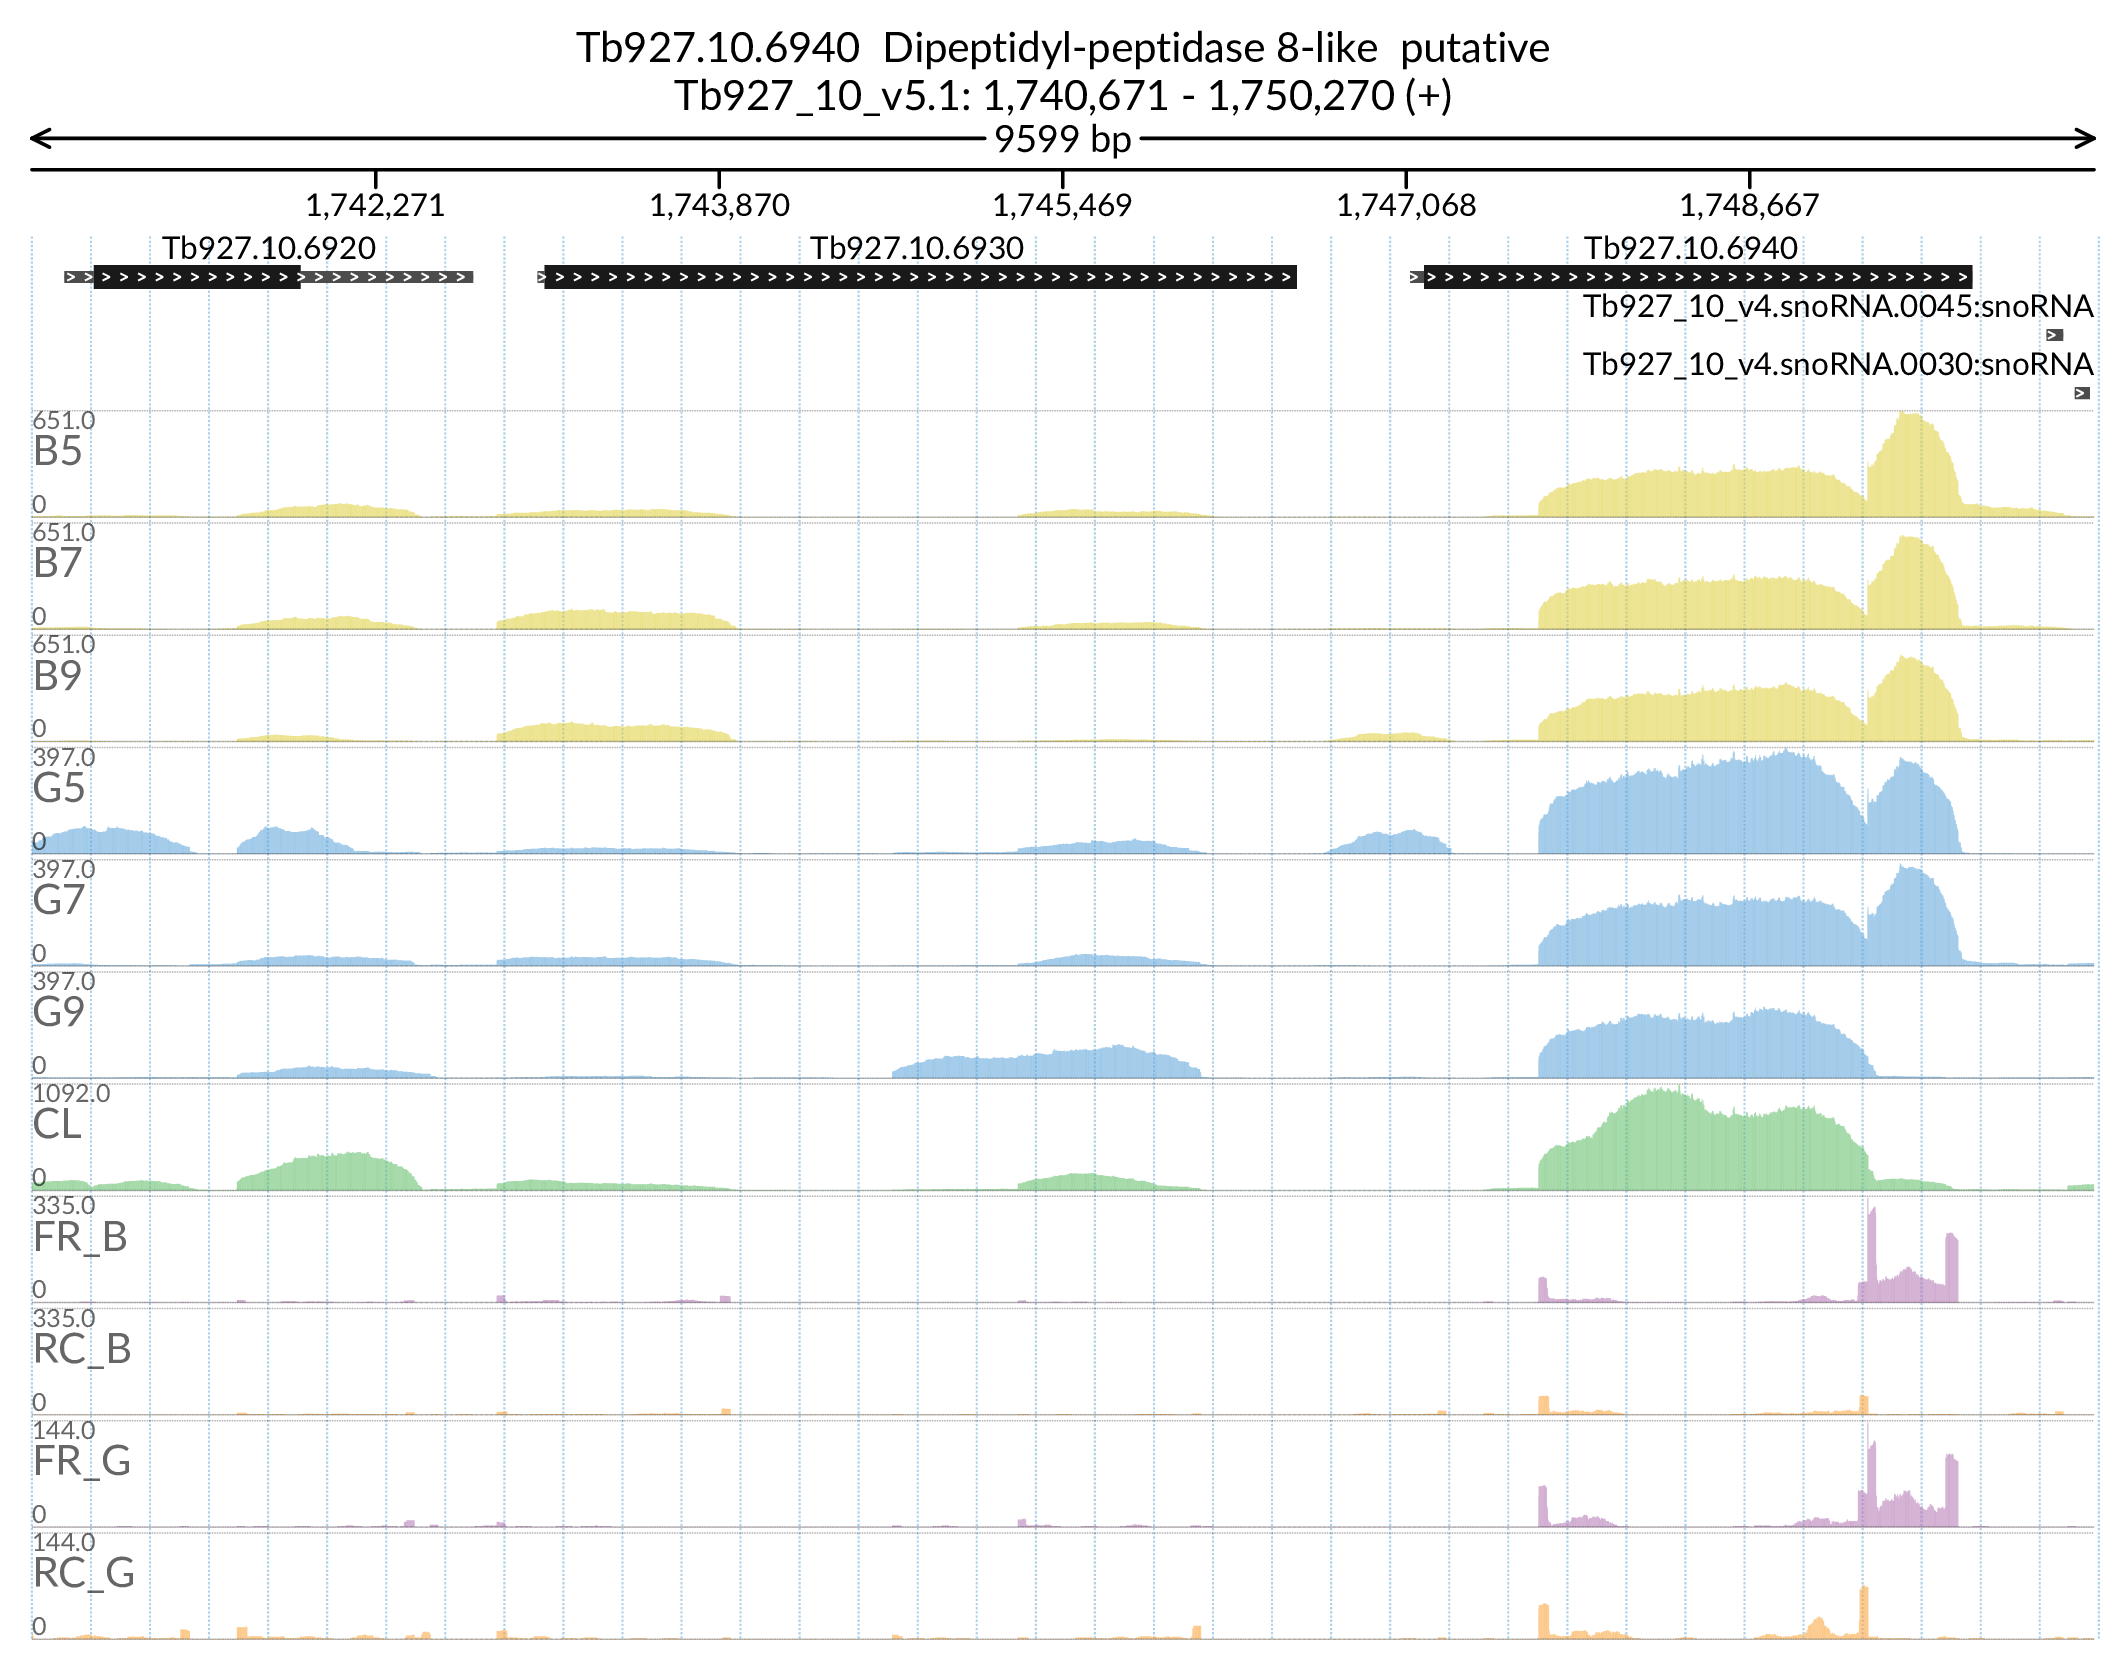 Tb927.10.6940 Dipeptidyl-peptidase 8-like putative
Tb927_10_v5.1: 1,740,671 - 1,750,270 (+)
9599 bp
1,742,271 1,743,870 1,745,469 1,747,068 1,748,667
Tb927.10.6920 Tb927.10.6930 Tb927.10.6940
Tb927_10_v4.snoRNA.0045:snoRNA
Tb927_10_v4.snoRNA.0030:snoRNA
651.0
B5
0
651.0
B7
0
651.0
B9
0
397.0
G5
0
397.0
G7
0
397.0
G9
0
1092.0
CL
0
335.0
FR_B
0
335.0
RC_B
0
144.0
FR_G
0
144.0
RC_G
0